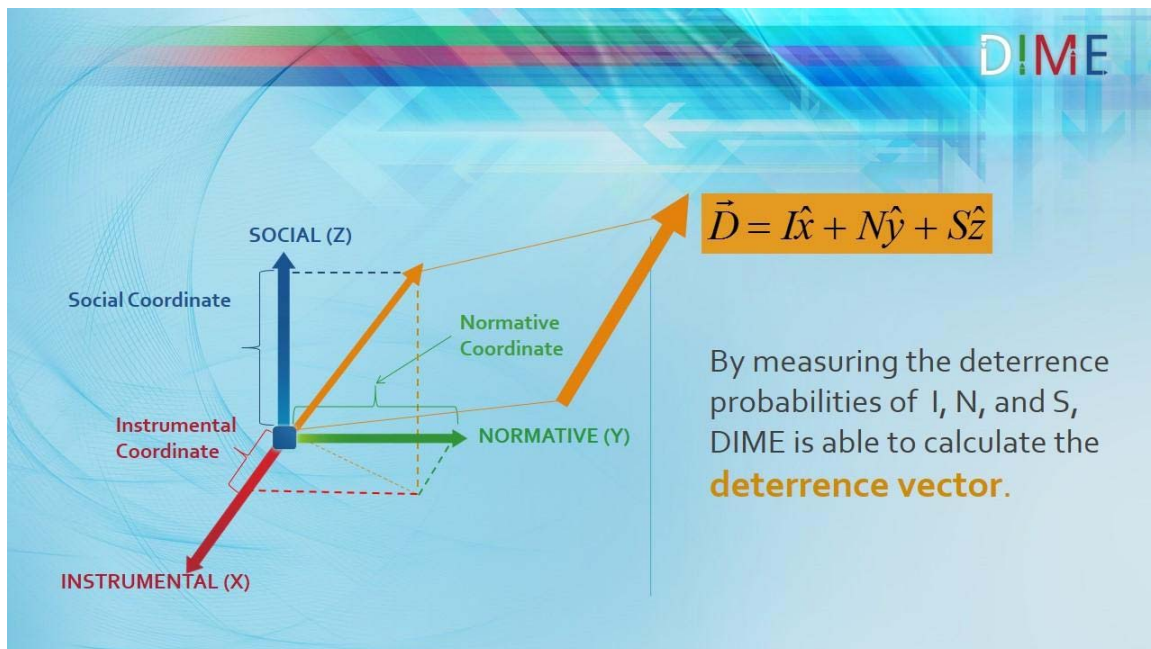 DIME
SOCIAL (Z)
Social Coordinate
Normative
Coordinate
Instrumental
Coordinate
NORMATIVE (Y)
INSTRUMENTAL (X)
D⃗ = Ix̂ + Nŷ + Sẑ
By measuring the deterrence
probabilities of I, N, and S,
DIME is able to calculate the
deterrence vector.